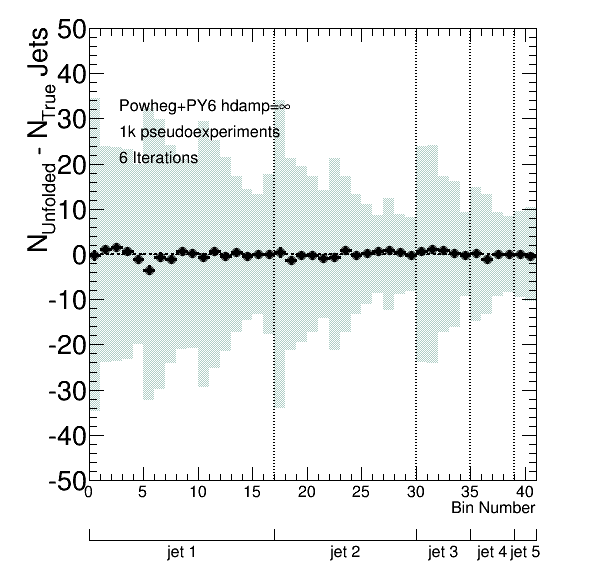 N_Unfolded - N_True Jets
50
40
30
20
10
0
-10
-20
-30
-40
-50
Powheg+PY6 hdamp=∞
1k pseudoexperiments
6 Iterations
0 5 10 15 20 25 30 35 40
Bin Number
jet 1 jet 2 jet 3 jet 4 jet 5